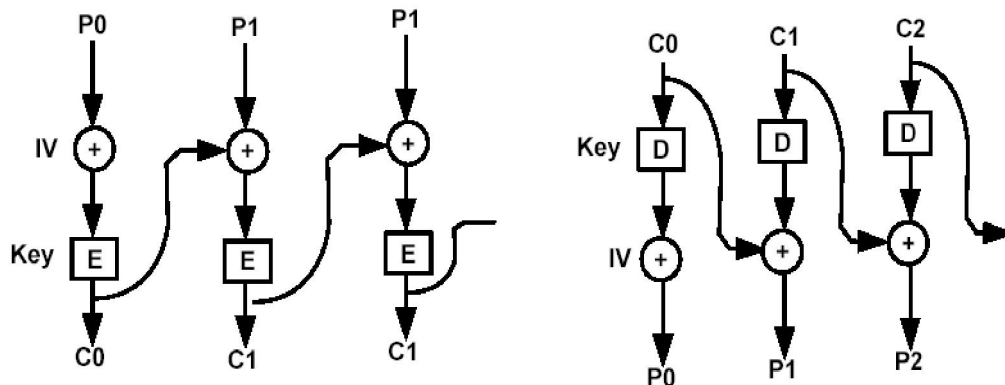 P0 P1 P1
IV + + +
Key E E E
C0 C1 C1
C0 C1 C2
Key D D D
IV + + +
P0 P1 P2